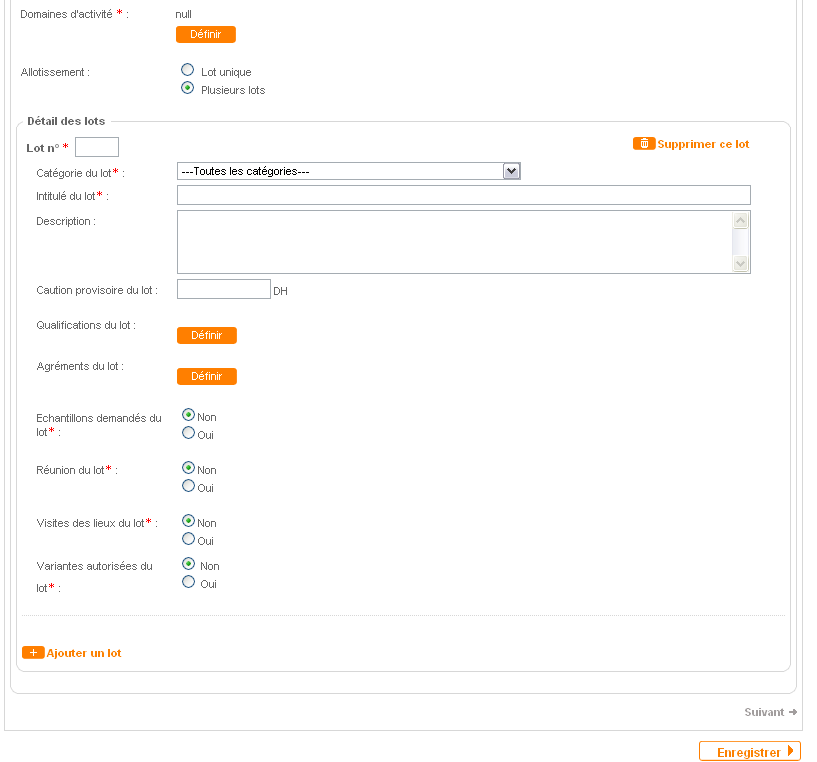 Domaines d'activité * : null
Définir
Allotissement : Lot unique
Plusieurs lots
Détail des lots
Lot n° * Supprimer ce lot
Catégorie du lot* : ---Toutes les catégories---
Intitulé du lot* :
Description :
Caution provisoire du lot : DH
Qualifications du lot :
Définir
Agréments du lot :
Définir
Echantillons demandés du Non
lot* : Oui
Réunion du lot* : Non
Oui
Visites des lieux du lot* : Non
Oui
Variantes autorisées du Non
lot* : Oui
+ Ajouter un lot
Suivant ➔
Enregistrer